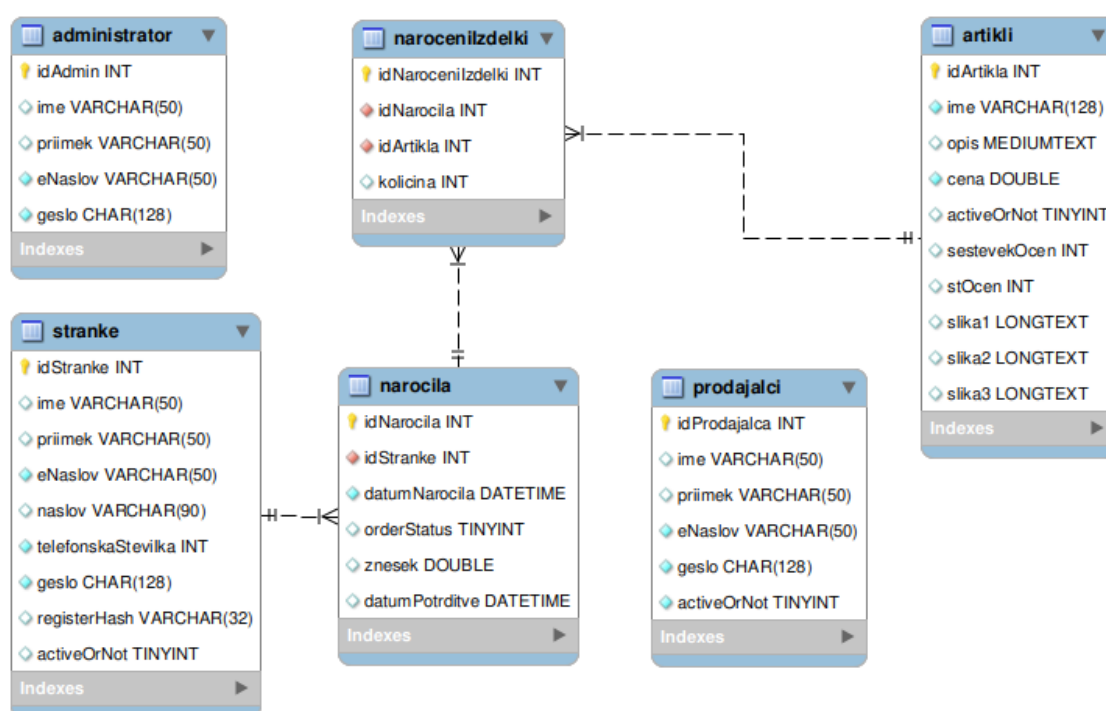 administrator
idAdmin INT
ime VARCHAR(50)
priimek VARCHAR(50)
eNaslov VARCHAR(50)
geslo CHAR(128)
Indexes
naroceniIzdelki
idNaroceniIzdelki INT
idNarocila INT
idArtikla INT
kolicina INT
Indexes
artikli
idArtikla INT
ime VARCHAR(128)
opis MEDIUMTEXT
cena DOUBLE
activeOrNot TINYINT
sestevekOcen INT
stOcen INT
slika1 LONGTEXT
slika2 LONGTEXT
slika3 LONGTEXT
Indexes
stranke
idStranke INT
ime VARCHAR(50)
priimek VARCHAR(50)
eNaslov VARCHAR(50)
naslov VARCHAR(90)
telefonskaStevilka INT
geslo CHAR(128)
registerHash VARCHAR(32)
activeOrNot TINYINT
Indexes
narocila
idNarocila INT
idStranke INT
datumNarocila DATETIME
orderStatus TINYINT
znesek DOUBLE
datumPotrditve DATETIME
Indexes
prodajalci
idProdajalca INT
ime VARCHAR(50)
priimek VARCHAR(50)
eNaslov VARCHAR(50)
geslo CHAR(128)
activeOrNot TINYINT
Indexes